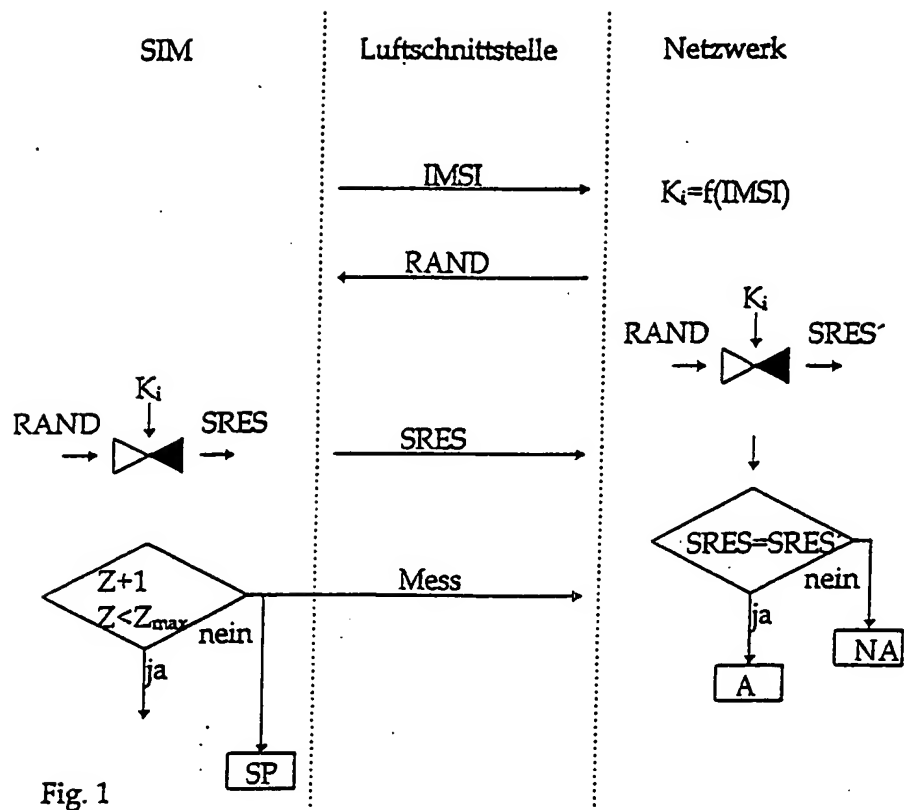 SIM Luftschnittstelle Netzwerk
IMSI
Kᵢ=f(IMSI)
RAND
Kᵢ
RAND SRES´
Kᵢ
RAND SRES
SRES
SRES=SRES´
nein
ja
NA
A
Z+1
Z<Zmax
nein
Mess
ja
SP
Fig. 1